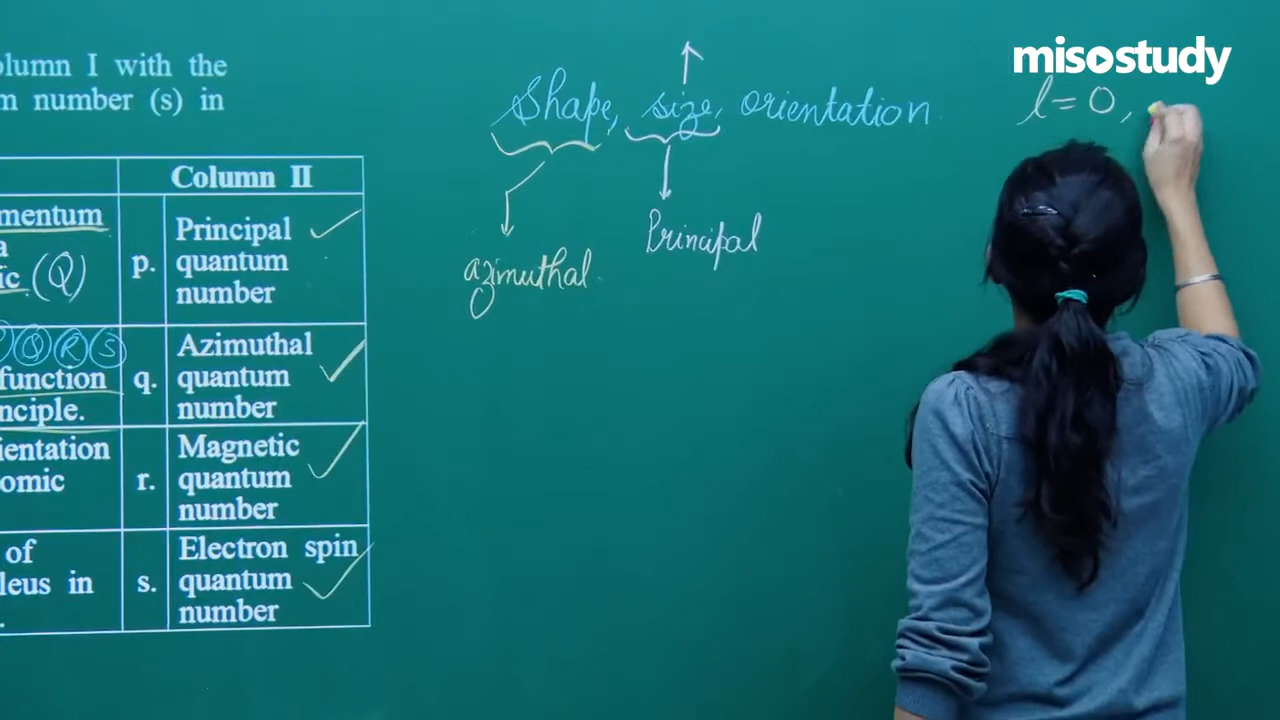 olumn I with the
m number (s) in
Column II
mentum
a
ic. (Q)
p.
Principal
quantum
number
Q R S
function
nciple.
q.
Azimuthal
quantum
number
ientation
omic
r.
Magnetic
quantum
number
of
leus in
.
s.
Electron spin
quantum
number
Shape, size, orientation
azimuthal
Principal
misostudy
l = 0,